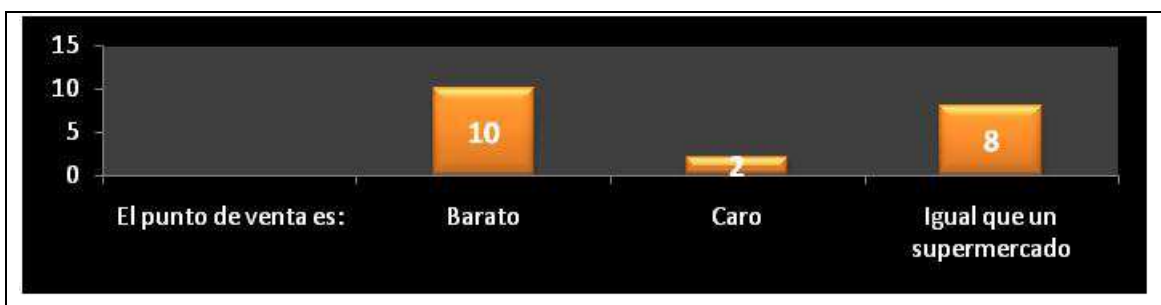 15
10
5
0
10
2
8
El punto de venta es:
Barato
Caro
Igual que un
supermercado